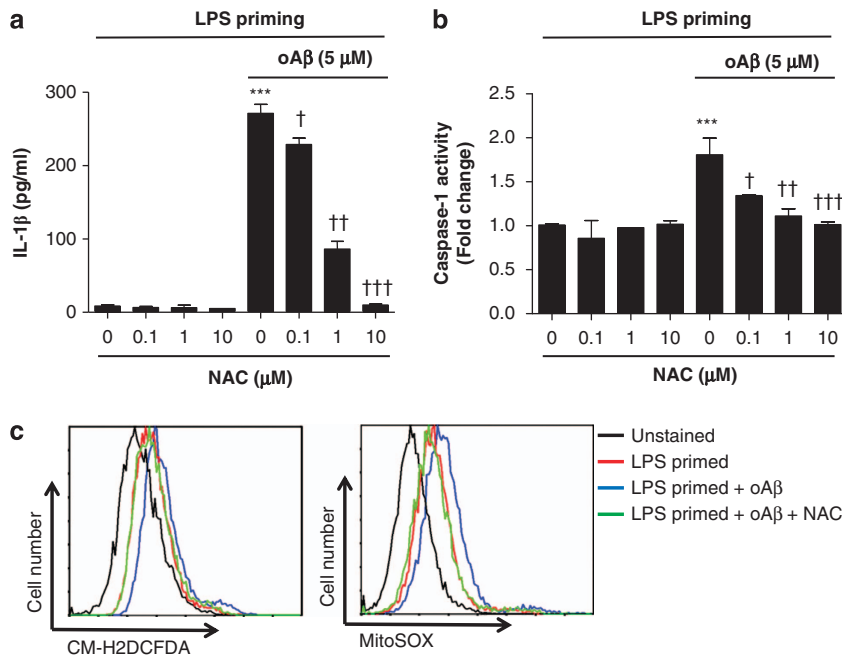 a
LPS priming
oAβ (5 μM)
IL-1β (pg/ml)
300
200
100
0
***
†
††
†††
0 0.1 1 10 0 0.1 1 10
NAC (μM)
b
LPS priming
oAβ (5 μM)
Caspase-1 activity
(Fold change)
2.5
2.0
1.5
1.0
0.5
0.0
***
†
††
†††
0 0.1 1 10 0 0.1 1 10
NAC (μM)
c
Cell number
CM-H2DCFDA
Cell number
MitoSOX
Unstained
LPS primed
LPS primed + oAβ
LPS primed + oAβ + NAC